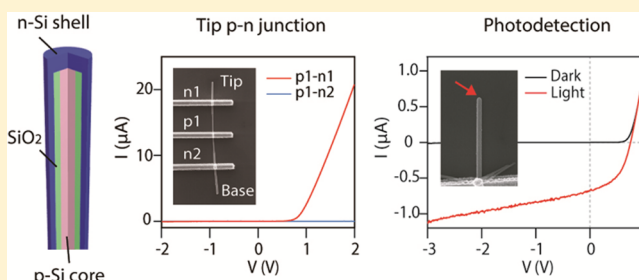 n-Si shell
SiO2
p-Si core
Tip p-n junction
I (µA)
20
10
0
-2
-1
0
1
2
V (V)
p1-n1
p1-n2
Tip
n1
p1
n2
Base
Photodetection
I (µA)
1.0
0.5
0
-0.5
-1.0
-3
-2
-1
0
V (V)
Dark
Light